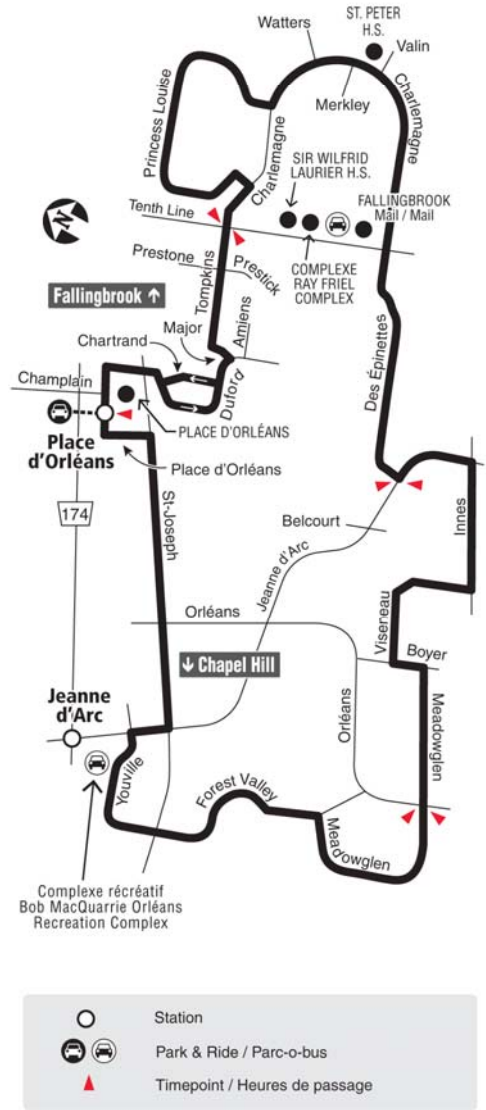 ST. PETER
H.S.
Watters
Valin
Merkley
Charlemagne
Princess Louise
Charlemagne
SIR WILFRID
LAURIER H.S.
FALLINGBROOK
Mail / Mail
Tenth Line
N
COMPLEXE
RAY FRIEL
COMPLEX
Prestone
Prestick
Tompkins
Fallingbrook ↑
Amiens
Major
Chartrand
Duford
Des Épinettes
Champlain
PLACE D'ORLÉANS
Place
d'Orléans
Place d'Orléans
174
St-Joseph
Belcourt
Innes
Jeanne d'Arc
Viseneau
Orléans
Boyer
↓ Chapel Hill
Orléans
Meadowglen
Jeanne
d'Arc
Youville
Forest Valley
Meadowglen
Complexe récréatif
Bob MacQuarrie Orléans
Recreation Complex
Station
Park & Ride / Parc-o-bus
Timepoint / Heures de passage